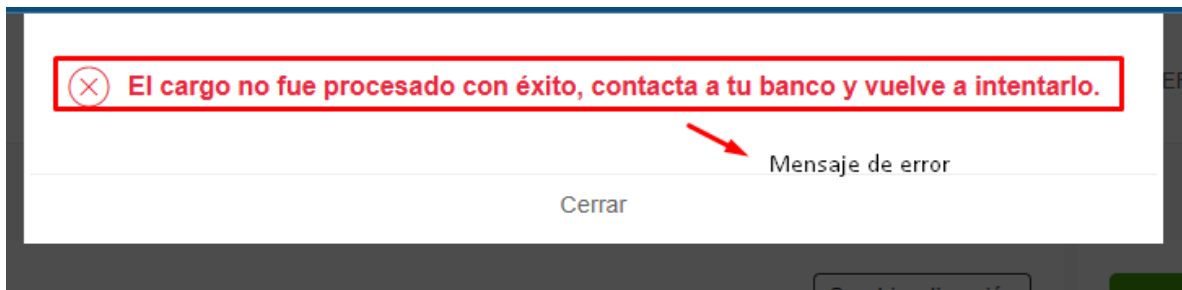 El cargo no fue procesado con éxito, contacta a tu banco y vuelve a intentarlo.
Mensaje de error
Cerrar